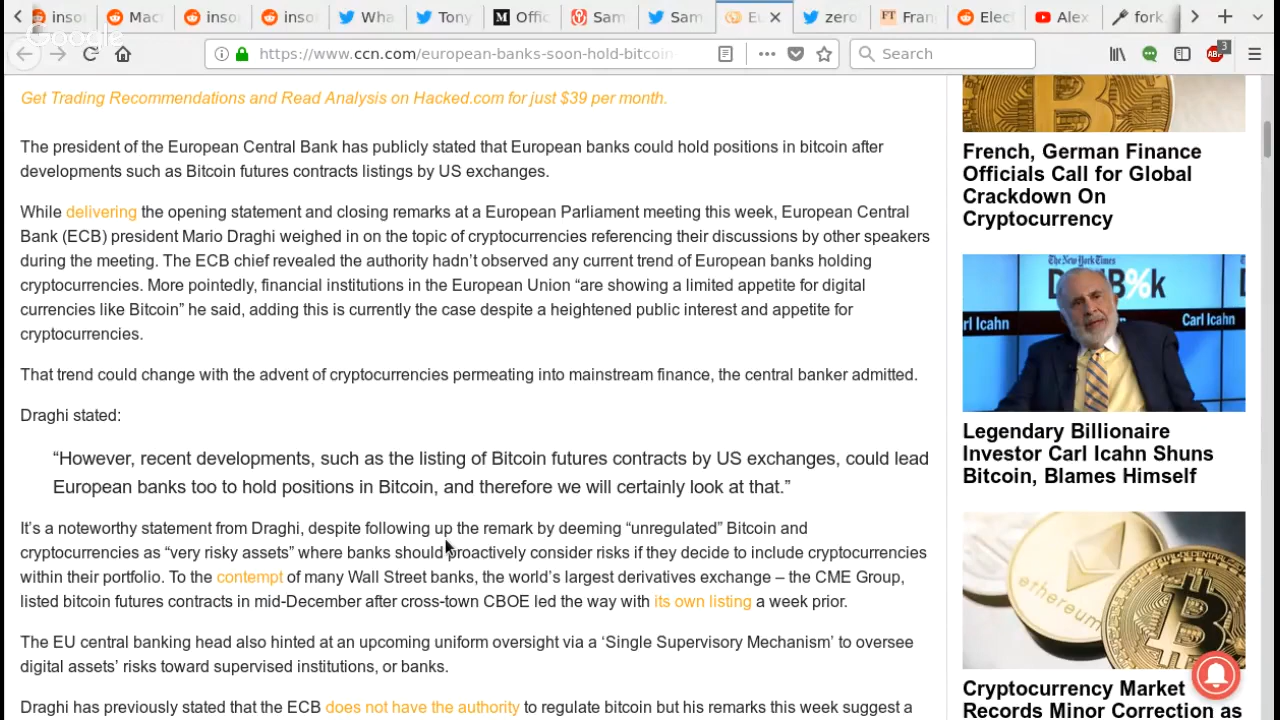 insor
Mac
insor
insor
Wha
Tony
Offic
Sam
Sam
Eu
zero
FT Fran
Elec
Alex
fork.
Google
https://www.ccn.com/european-banks-soon-hold-bitcoin
Search
ABP
3
Get Trading Recommendations and Read Analysis on Hacked.com for just $39 per month.
The president of the European Central Bank has publicly stated that European banks could hold positions in bitcoin after
developments such as Bitcoin futures contracts listings by US exchanges.
While delivering the opening statement and closing remarks at a European Parliament meeting this week, European Central
Bank (ECB) president Mario Draghi weighed in on the topic of cryptocurrencies referencing their discussions by other speakers
during the meeting. The ECB chief revealed the authority hadn’t observed any current trend of European banks holding
cryptocurrencies. More pointedly, financial institutions in the European Union “are showing a limited appetite for digital
currencies like Bitcoin” he said, adding this is currently the case despite a heightened public interest and appetite for
cryptocurrencies.
That trend could change with the advent of cryptocurrencies permeating into mainstream finance, the central banker admitted.
Draghi stated:
“However, recent developments, such as the listing of Bitcoin futures contracts by US exchanges, could lead
European banks too to hold positions in Bitcoin, and therefore we will certainly look at that.”
It’s a noteworthy statement from Draghi, despite following up the remark by deeming “unregulated” Bitcoin and
cryptocurrencies as “very risky assets” where banks should proactively consider risks if they decide to include cryptocurrencies
within their portfolio. To the contempt of many Wall Street banks, the world’s largest derivatives exchange – the CME Group,
listed bitcoin futures contracts in mid-December after cross-town CBOE led the way with its own listing a week prior.
The EU central banking head also hinted at an upcoming uniform oversight via a ‘Single Supervisory Mechanism’ to oversee
digital assets’ risks toward supervised institutions, or banks.
Draghi has previously stated that the ECB does not have the authority to regulate bitcoin but his remarks this week suggest a
French, German Finance
Officials Call for Global
Crackdown On
Cryptocurrency
The New York Times
B%k
rl Icahn
Carl Icahn
Legendary Billionaire
Investor Carl Icahn Shuns
Bitcoin, Blames Himself
ethereum
Cryptocurrency Market
Records Minor Correction as